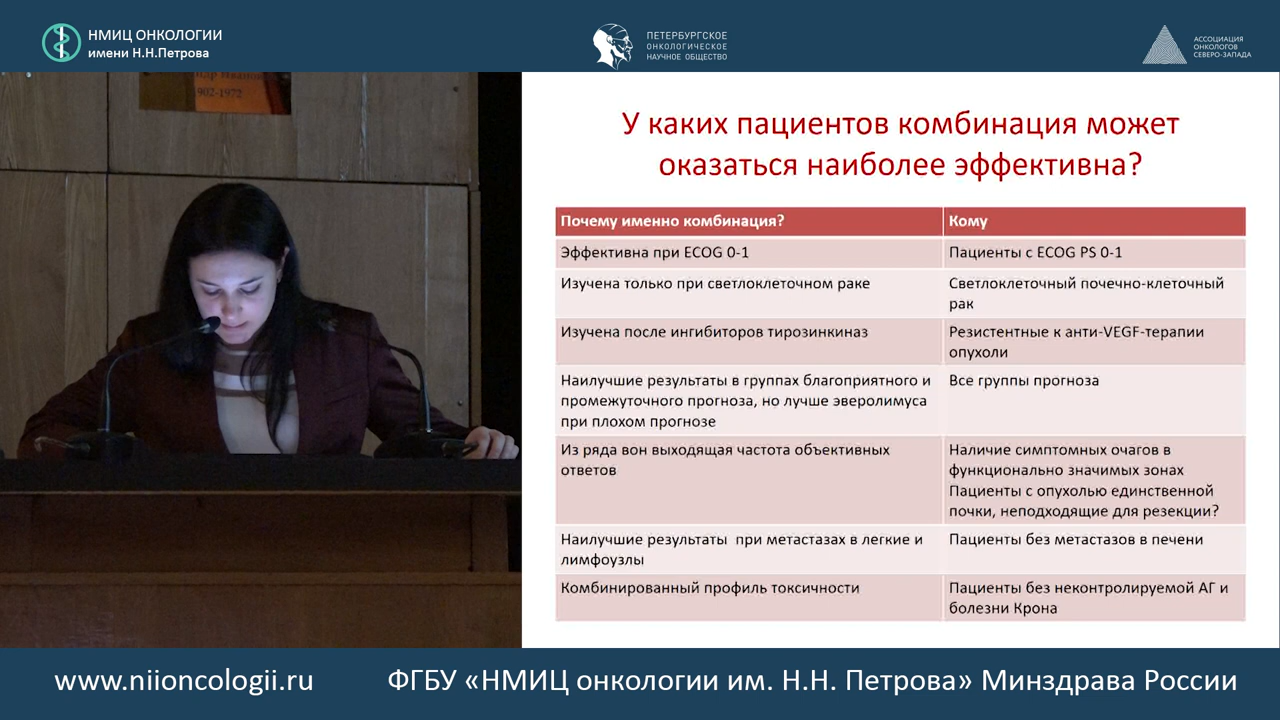 НМИЦ ОНКОЛОГИИ
имени Н.Н.Петрова
ПЕТЕРБУРГСКОЕ
ОНКОЛОГИЧЕСКОЕ
НАУЧНОЕ ОБЩЕСТВО
АССОЦИАЦИЯ
ОНКОЛОГОВ
СЕВЕРО-ЗАПАДА
902-1972
У каких пациентов комбинация может
оказаться наиболее эффективна?
Почему именно комбинация?
Кому
Эффективна при ECOG 0-1
Пациенты с ECOG PS 0-1
Изучена только при светлоклеточном раке
Светлоклеточный почечно-клеточный
рак
Изучена после ингибиторов тирозинкиназ
Резистентные к анти-VEGF-терапии
опухоли
Наилучшие результаты в группах благоприятного и
промежуточного прогноза, но лучше эверолимуса
при плохом прогнозе
Все группы прогноза
Из ряда вон выходящая частота объективных
ответов
Наличие симптомных очагов в
функционально значимых зонах
Пациенты с опухолью единственной
почки, неподходящие для резекции?
Наилучшие результаты при метастазах в легкие и
лимфоузлы
Пациенты без метастазов в печени
Комбинированный профиль токсичности
Пациенты без неконтролируемой АГ и
болезни Крона
www.niioncologii.ru
ФГБУ «НМИЦ онкологии им. Н.Н. Петрова» Минздрава России